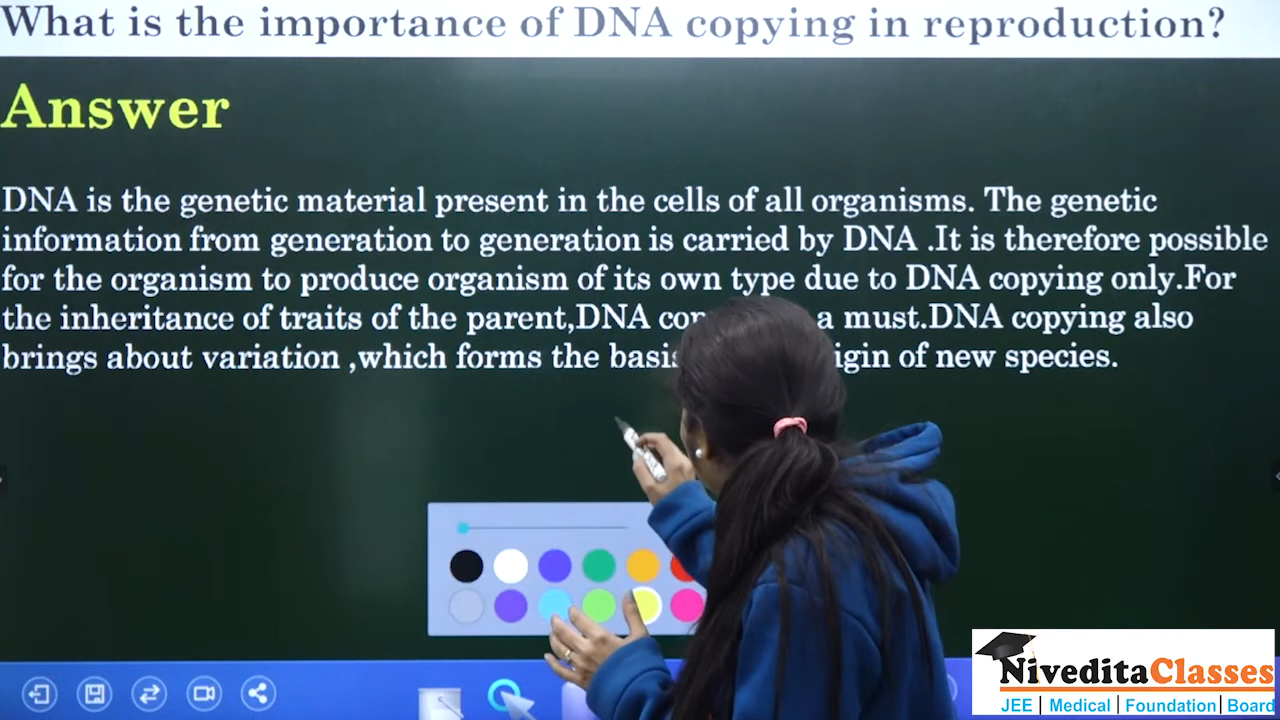 What is the importance of DNA copying in reproduction?
Answer
DNA is the genetic material present in the cells of all organisms. The genetic
information from generation to generation is carried by DNA .It is therefore possible
for the organism to produce organism of its own type due to DNA copying only.For
the inheritance of traits of the parent,DNA a must.DNA copying also
brings about variation ,which forms the of new species.
NiveditaClasses
JEE | Medical | Foundation | Board